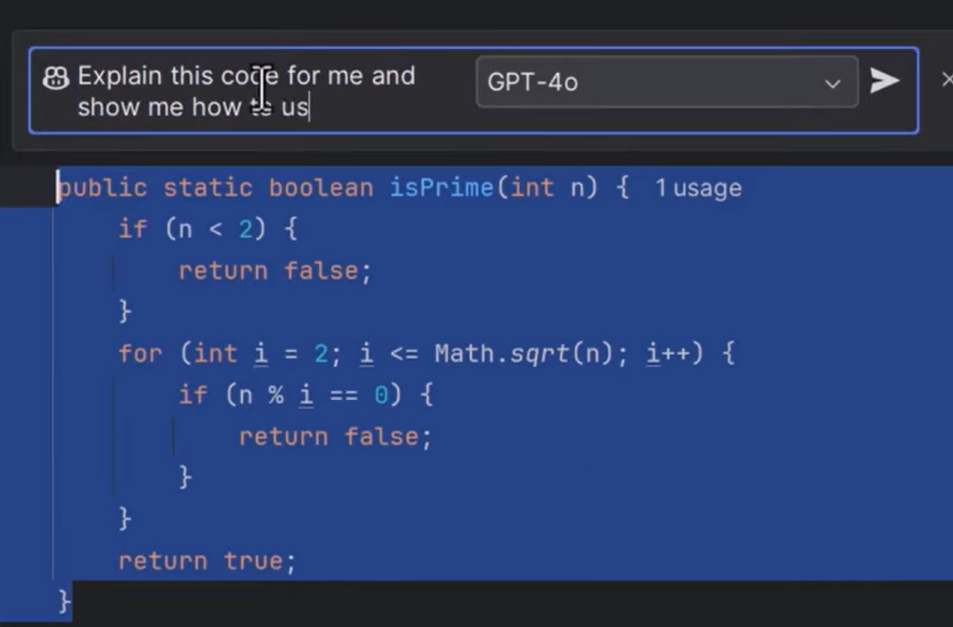 Explain this code for me and
show me how to us
GPT-4o
public static boolean isPrime(int n) { 1 usage
if (n < 2) {
return false;
}
for (int i = 2; i <= Math.sqrt(n); i++) {
if (n % i == 0) {
return false;
}
}
return true;
}